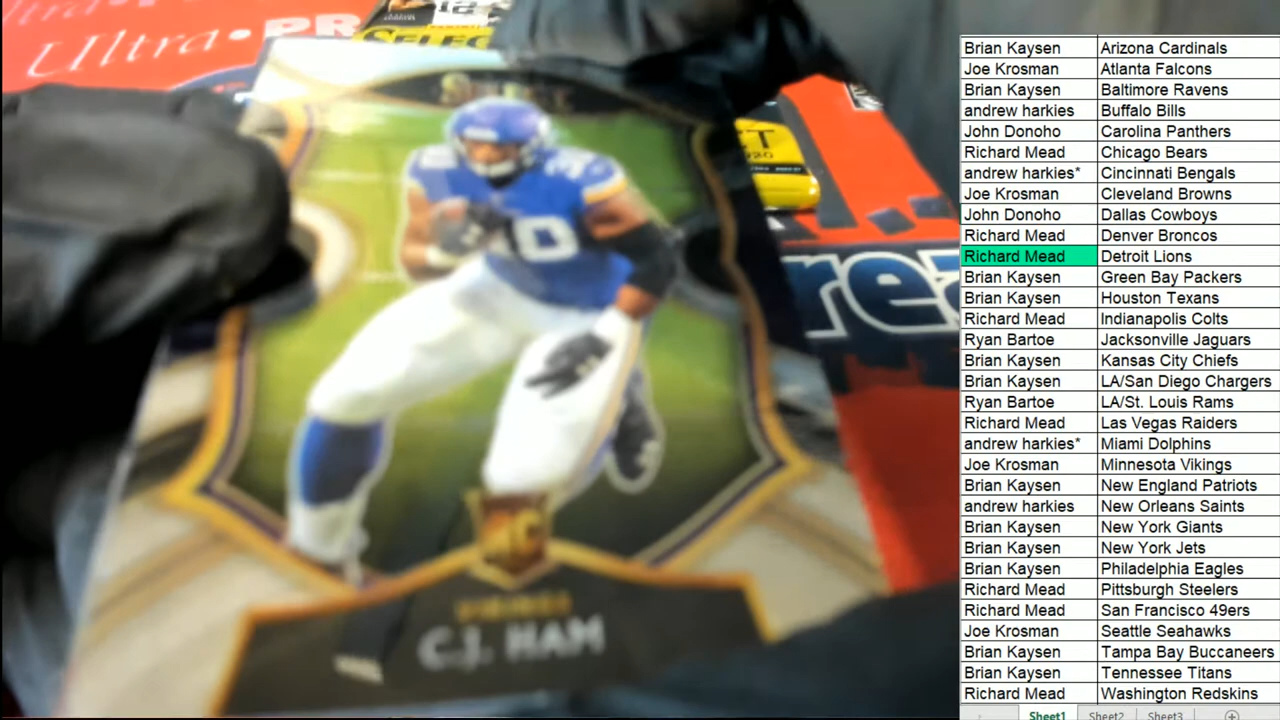 Ultra•PR
SELEC
CT
2020
rea
30
VIKINGS
C.J. HAM
Brian Kaysen Arizona Cardinals
Joe Krosman Atlanta Falcons
Brian Kaysen Baltimore Ravens
andrew harkies Buffalo Bills
John Donoho Carolina Panthers
Richard Mead Chicago Bears
andrew harkies* Cincinnati Bengals
Joe Krosman Cleveland Browns
John Donoho Dallas Cowboys
Richard Mead Denver Broncos
Richard Mead Detroit Lions
Brian Kaysen Green Bay Packers
Brian Kaysen Houston Texans
Richard Mead Indianapolis Colts
Ryan Bartoe Jacksonville Jaguars
Brian Kaysen Kansas City Chiefs
Brian Kaysen LA/San Diego Chargers
Ryan Bartoe LA/St. Louis Rams
Richard Mead Las Vegas Raiders
andrew harkies* Miami Dolphins
Joe Krosman Minnesota Vikings
Brian Kaysen New England Patriots
andrew harkies New Orleans Saints
Brian Kaysen New York Giants
Brian Kaysen New York Jets
Brian Kaysen Philadelphia Eagles
Richard Mead Pittsburgh Steelers
Richard Mead San Francisco 49ers
Joe Krosman Seattle Seahawks
Brian Kaysen Tampa Bay Buccaneers
Brian Kaysen Tennessee Titans
Richard Mead Washington Redskins
Sheet1 Sheet2 Sheet3